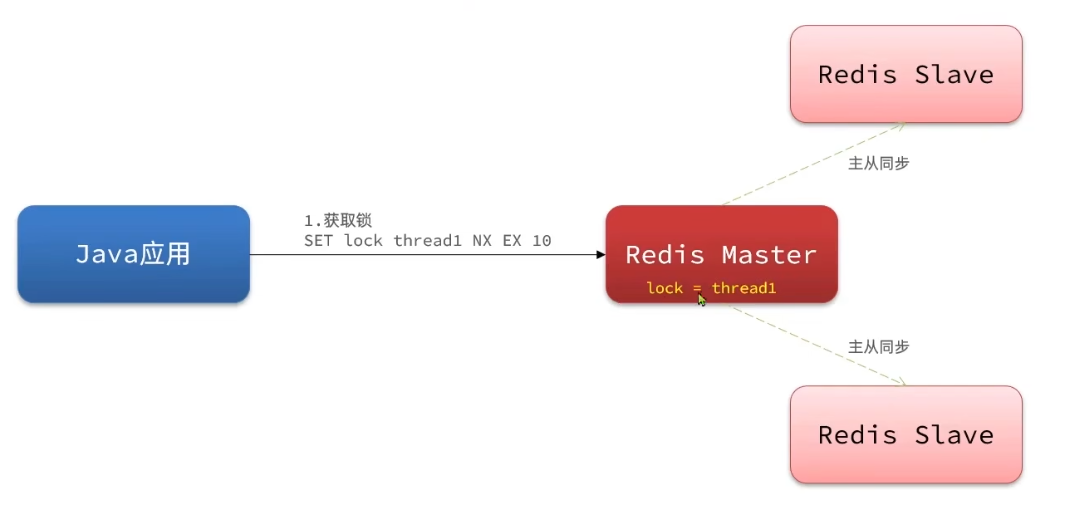 Redis Slave
主从同步
1.获取锁
SET lock thread1 NX EX 10
Java应用
Redis Master
lock = thread1
主从同步
Redis Slave